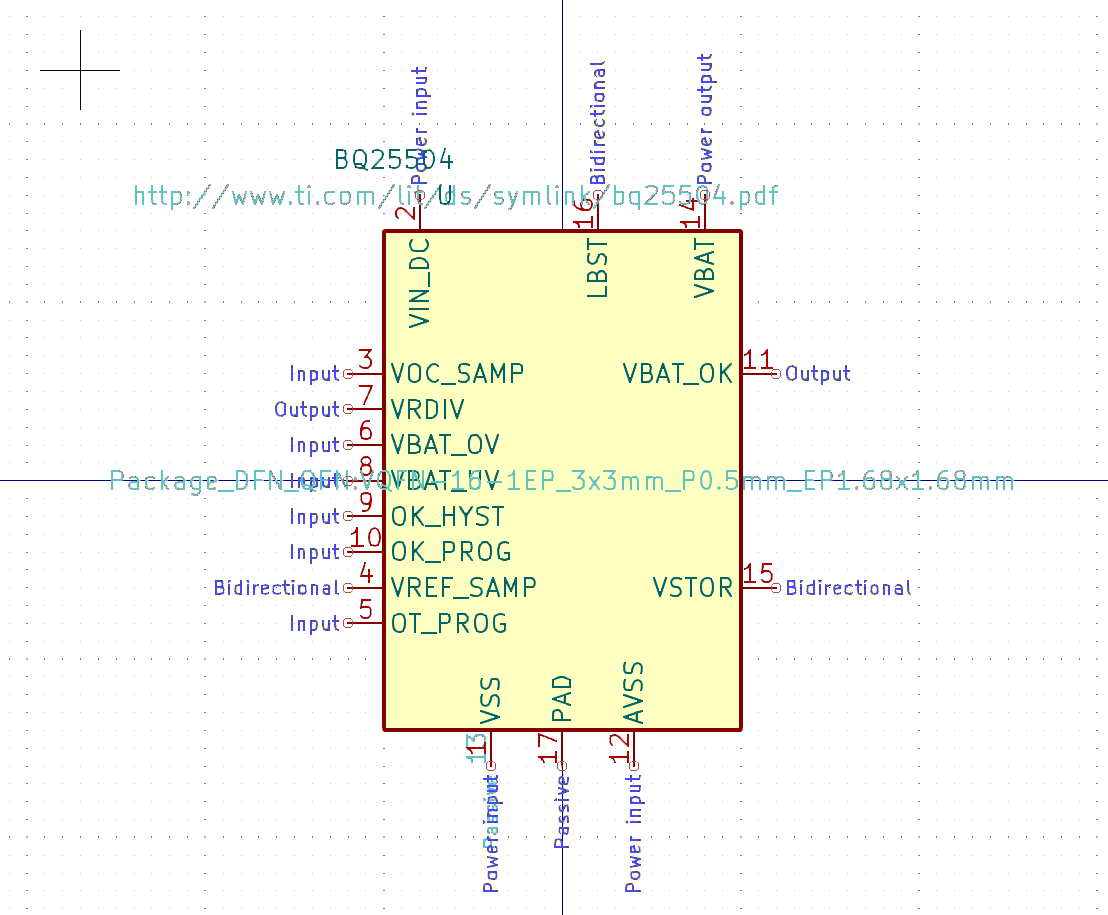 Power input
Bidirectional
Power output
BQ25504
http://www.ti.com/lit/ds/symlink/bq25504.pdf
U
2
16
14
VIN_DC
LBST
VBAT
Input 3 VOC_SAMP
VBAT_OK 11 Output
Output 7 VRDIV
Input 6 VBAT_OV
Input 8 VBAT_UV
Package_DFN_QFN:VQFN-16-1EP_3x3mm_P0.5mm_EP1.68x1.68mm
Input 9 OK_HYST
Input 10 OK_PROG
Bidirectional 4 VREF_SAMP
VSTOR 15 Bidirectional
Input 5 OT_PROG
VSS
PAD
AVSS
1
13
17
12
Power input
Passive
Passive
Power input